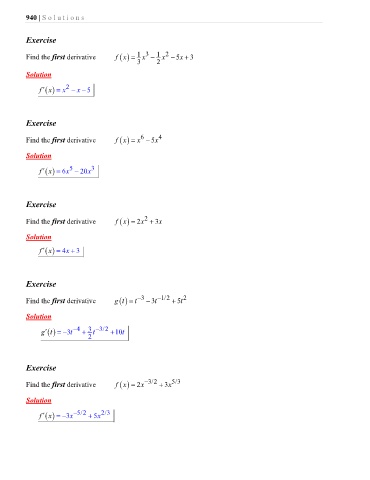 940 | Solutions
Exercise
Find the first derivative f(x) = 1/3 x^3 − 1/2 x^2 − 5x + 3
Solution
f′(x) = x^2 − x − 5
Exercise
Find the first derivative f(x) = x^6 − 5x^4
Solution
f′(x) = 6x^5 − 20x^3
Exercise
Find the first derivative f(x) = 2x^2 + 3x
Solution
f′(x) = 4x + 3
Exercise
Find the first derivative g(t) = t^−3 − 3t^−1/2 + 5t^2
Solution
g′(t) = −3t^−4 + 3/2 t^−3/2 + 10t
Exercise
Find the first derivative f(x) = 2x^−3/2 + 3x^5/3
Solution
f′(x) = −3x^−5/2 + 5x^2/3